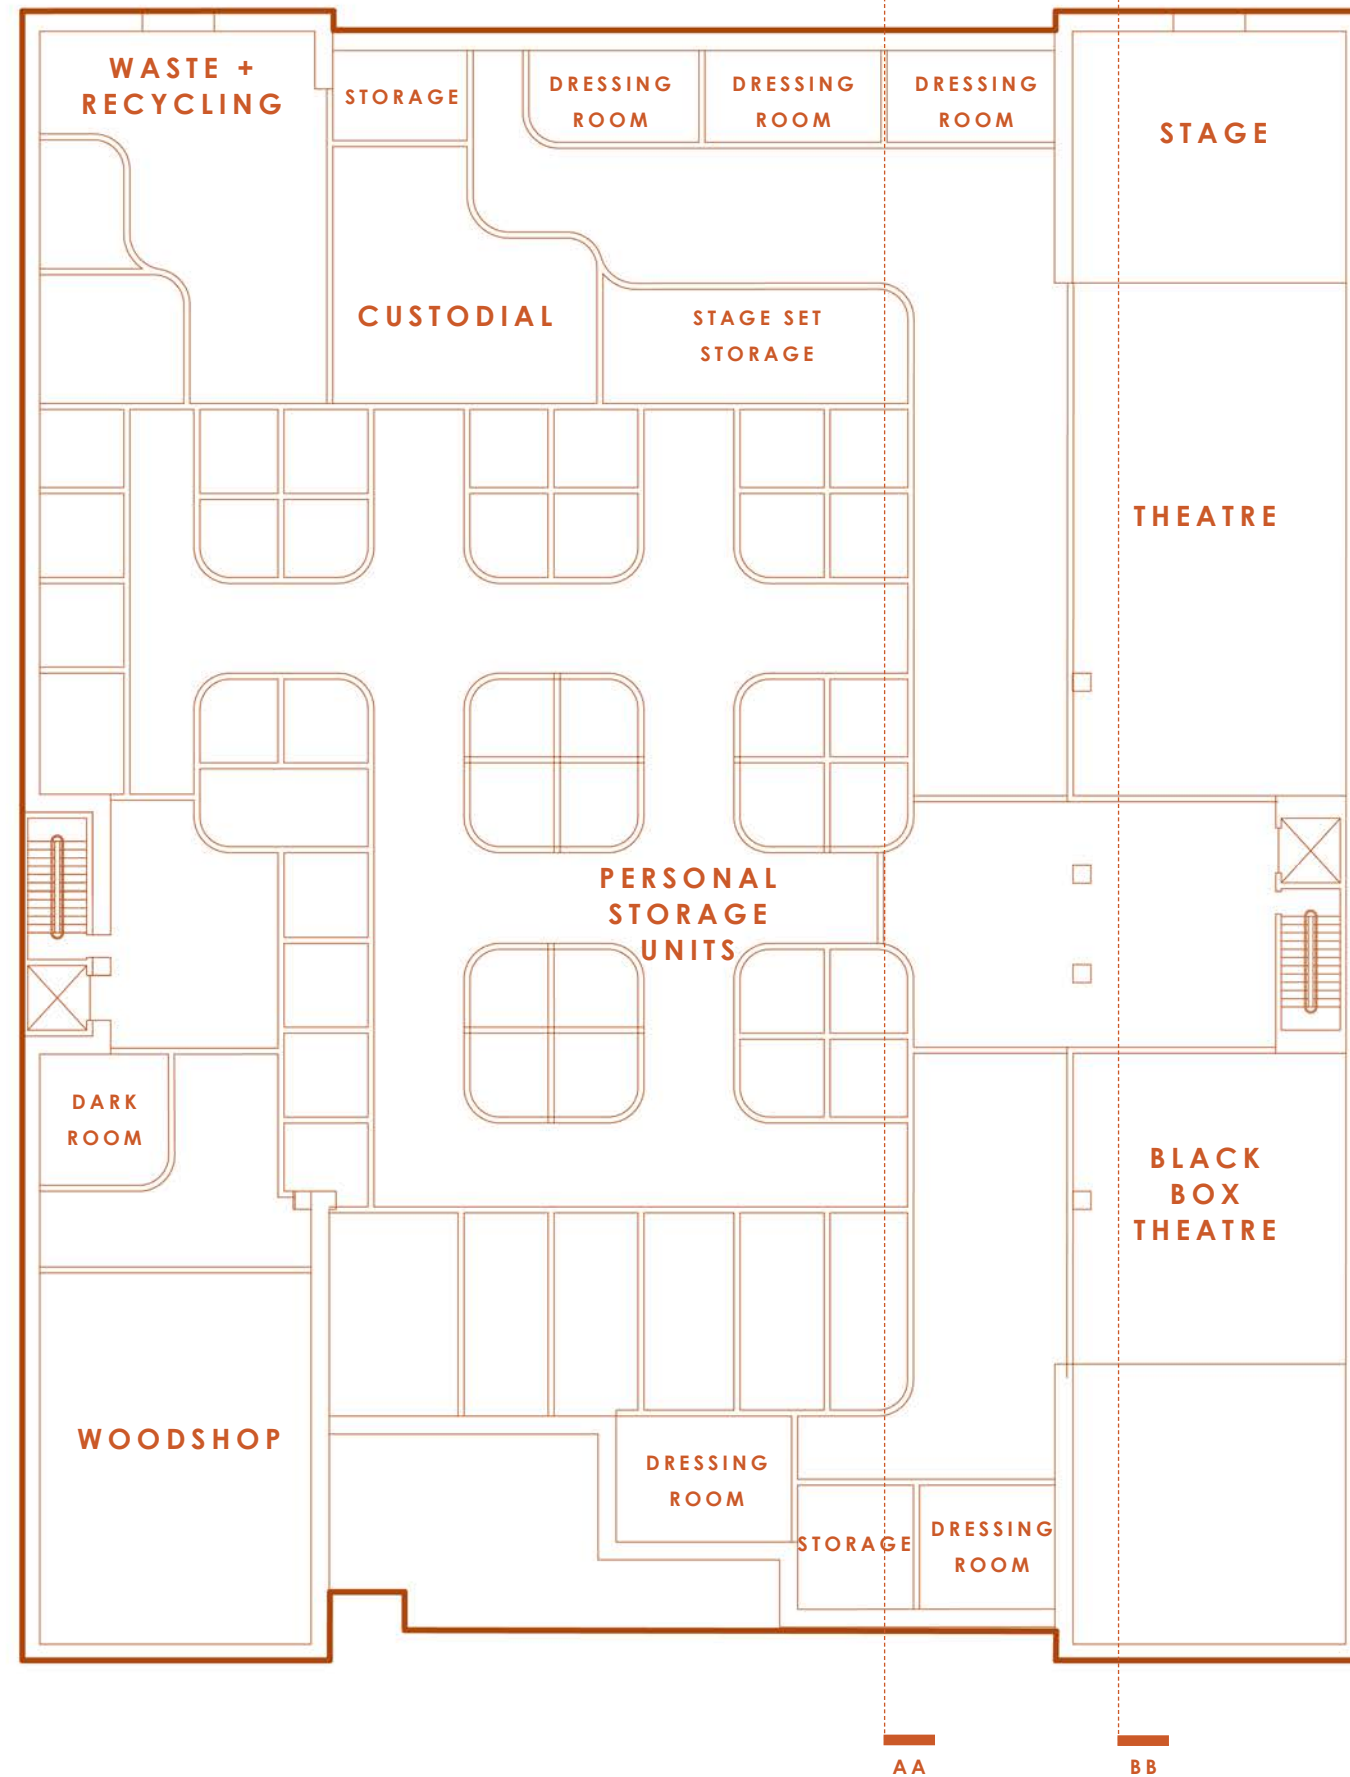 WASTE +
RECYCLING
STORAGE
DRESSING
ROOM
DRESSING
ROOM
DRESSING
ROOM
STAGE
CUSTODIAL
STAGE SET
STORAGE
THEATRE
PERSONAL
STORAGE
UNITS
DARK
ROOM
BLACK
BOX
THEATRE
WOODSHOP
DRESSING
ROOM
STORAGE
DRESSING
ROOM
AA
BB